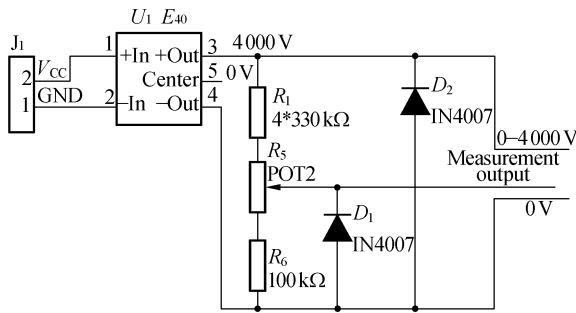 U1 E40
J1
1
+In
+Out
3
4 000 V
2
VCC
Center
5
0 V
1
GND
2
−In
−Out
4
R1
4*330 kΩ
D2
IN4007
R5
POT2
0–4 000 V
Measurement
output
0 V
D1
IN4007
R6
100 kΩ